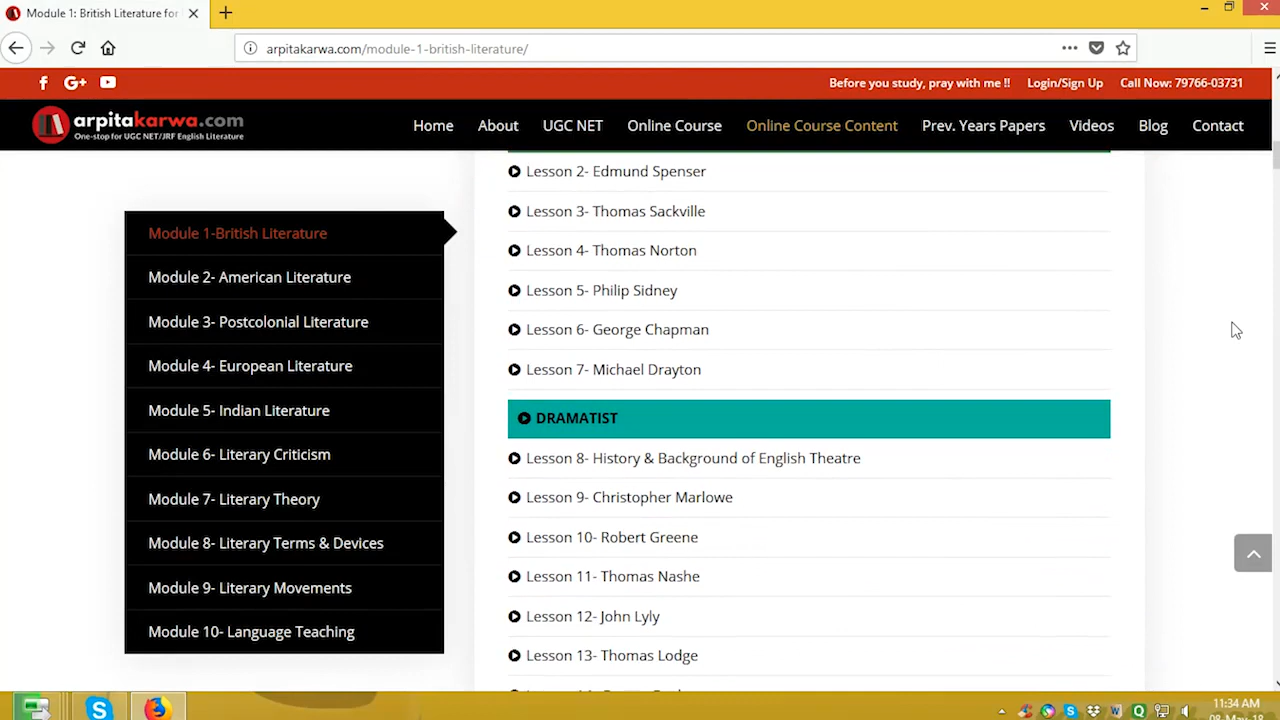 Module 1: British Literature for
arpitakarwa.com/module-1-british-literature/
Before you study, pray with me !! Login/Sign Up Call Now: 79766-03731
arpitakarwa.com
One-stop for UGC NET/JRF English Literature
Home About UGC NET Online Course Online Course Content Prev. Years Papers Videos Blog Contact
Module 1-British Literature
Module 2- American Literature
Module 3- Postcolonial Literature
Module 4- European Literature
Module 5- Indian Literature
Module 6- Literary Criticism
Module 7- Literary Theory
Module 8- Literary Terms & Devices
Module 9- Literary Movements
Module 10- Language Teaching
Lesson 2- Edmund Spenser
Lesson 3- Thomas Sackville
Lesson 4- Thomas Norton
Lesson 5- Philip Sidney
Lesson 6- George Chapman
Lesson 7- Michael Drayton
DRAMATIST
Lesson 8- History & Background of English Theatre
Lesson 9- Christopher Marlowe
Lesson 10- Robert Greene
Lesson 11- Thomas Nashe
Lesson 12- John Lyly
Lesson 13- Thomas Lodge
11:34 AM